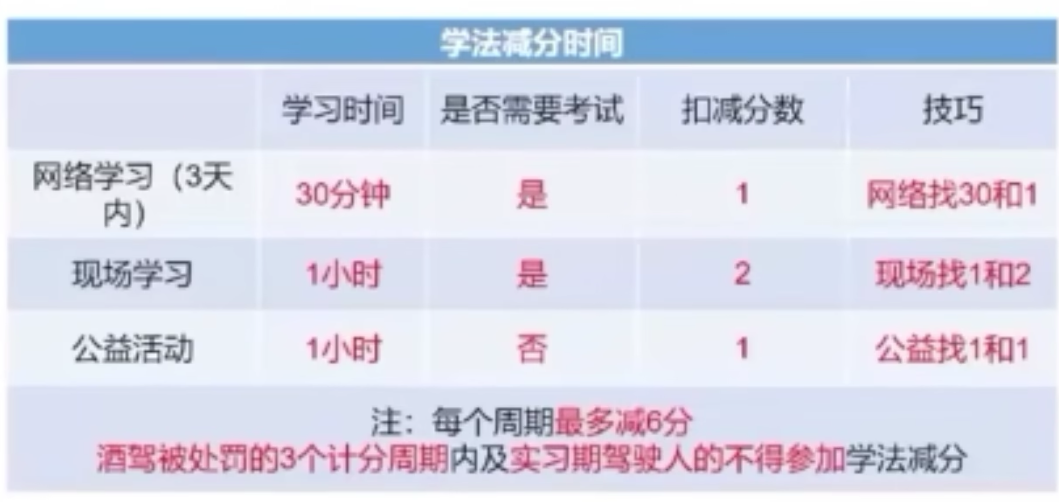 学法减分时间
学习时间 是否需要考试 扣减分数 技巧
网络学习（3天内） 30分钟 是 1 网络找30和1
现场学习 1小时 是 2 现场找1和2
公益活动 1小时 否 1 公益找1和1
注：每个周期最多减6分
酒驾被处罚的3个计分周期内及实习期驾驶人的不得参加学法减分